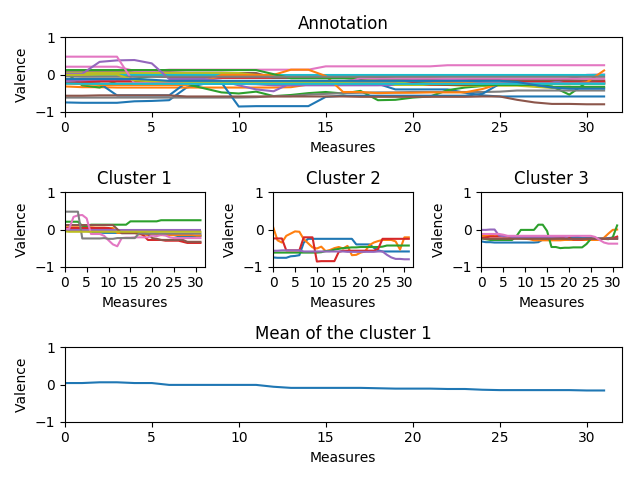 Annotation
Valence
1
0
−1
0 5 10 15 20 25 30
Measures
Cluster 1 Cluster 2 Cluster 3
Valence Valence Valence
1 1 1
0 0 0
−1 −1 −1
0 5 10 15 20 25 30 0 5 10 15 20 25 30 0 5 10 15 20 25 30
Measures Measures Measures
Mean of the cluster 1
Valence
1
0
−1
0 5 10 15 20 25 30
Measures